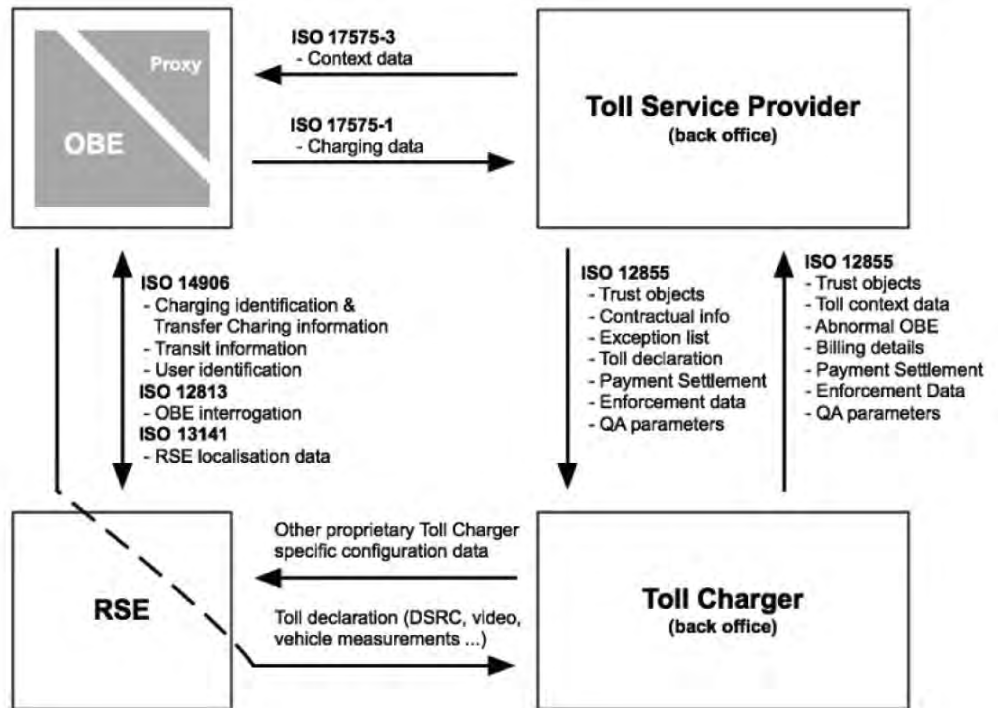 Proxy
OBE
ISO 17575-3
- Context data
ISO 17575-1
- Charging data
Toll Service Provider
(back office)
ISO 14906
- Charging identification &
Transfer Charing information
- Transit information
- User identification
ISO 12813
- OBE interrogation
ISO 13141
- RSE localisation data
ISO 12855
- Trust objects
- Contractual info
- Exception list
- Toll declaration
- Payment Settlement
- Enforcement data
- QA parameters
ISO 12855
- Trust objects
- Toll context data
- Abnormal OBE
- Billing details
- Payment Settlement
- Enforcement Data
- QA parameters
RSE
Other proprietary Toll Charger
specific configuration data
Toll declaration (DSRC, video,
vehicle measurements ...)
Toll Charger
(back office)